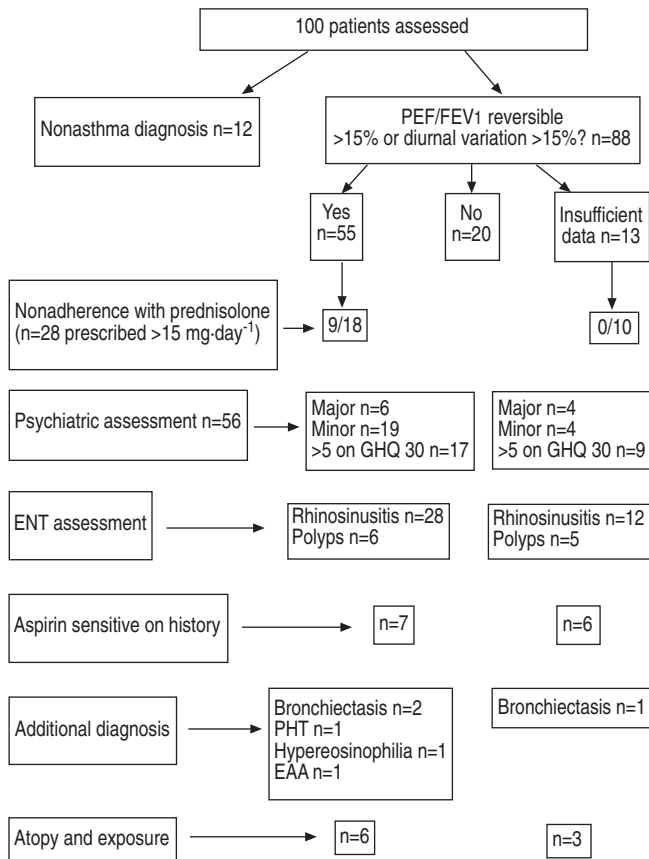 100 patients assessed
Nonasthma diagnosis n=12
PEF/FEV1 reversible
>15% or diurnal variation >15%? n=88
Yes
n=55
No
n=20
Insufficient
data n=13
Nonadherence with prednisolone
(n=28 prescribed >15 mg·day⁻¹)
9/18
0/10
Psychiatric assessment n=56
Major n=6
Minor n=19
>5 on GHQ 30 n=17
Major n=4
Minor n=4
>5 on GHQ 30 n=9
ENT assessment
Rhinosinusitis n=28
Polyps n=6
Rhinosinusitis n=12
Polyps n=5
Aspirin sensitive on history
n=7
n=6
Additional diagnosis
Bronchiectasis n=2
PHT n=1
Hypereosinophilia n=1
EAA n=1
Bronchiectasis n=1
Atopy and exposure
n=6
n=3